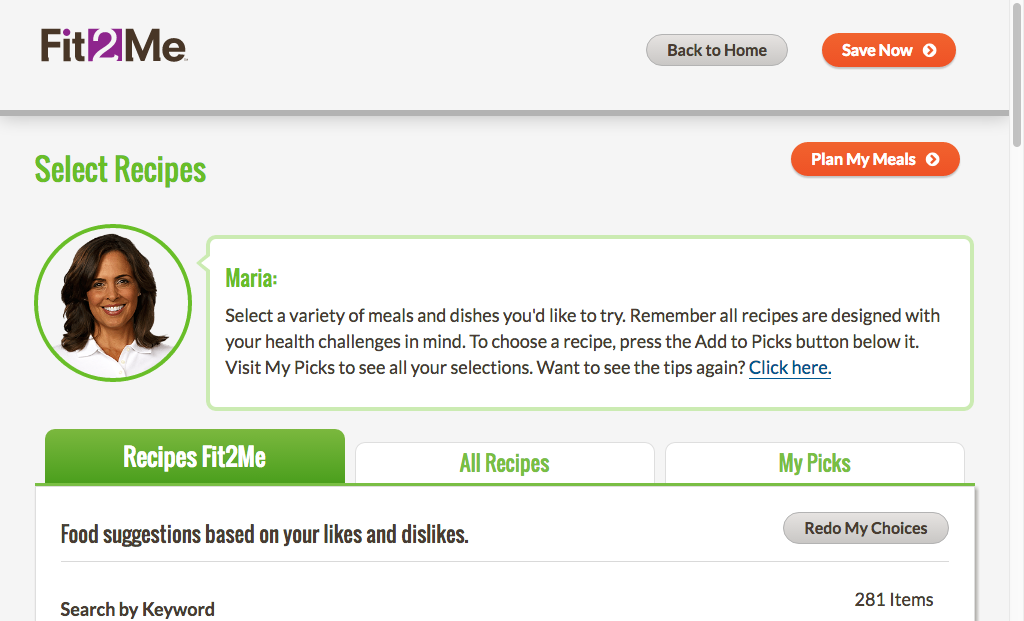 Fit2Me
Back to Home
Save Now
Select Recipes
Plan My Meals
Maria:
Select a variety of meals and dishes you'd like to try. Remember all recipes are designed with
your health challenges in mind. To choose a recipe, press the Add to Picks button below it.
Visit My Picks to see all your selections. Want to see the tips again? Click here.
Recipes Fit2Me
All Recipes
My Picks
Food suggestions based on your likes and dislikes.
Redo My Choices
Search by Keyword
281 Items